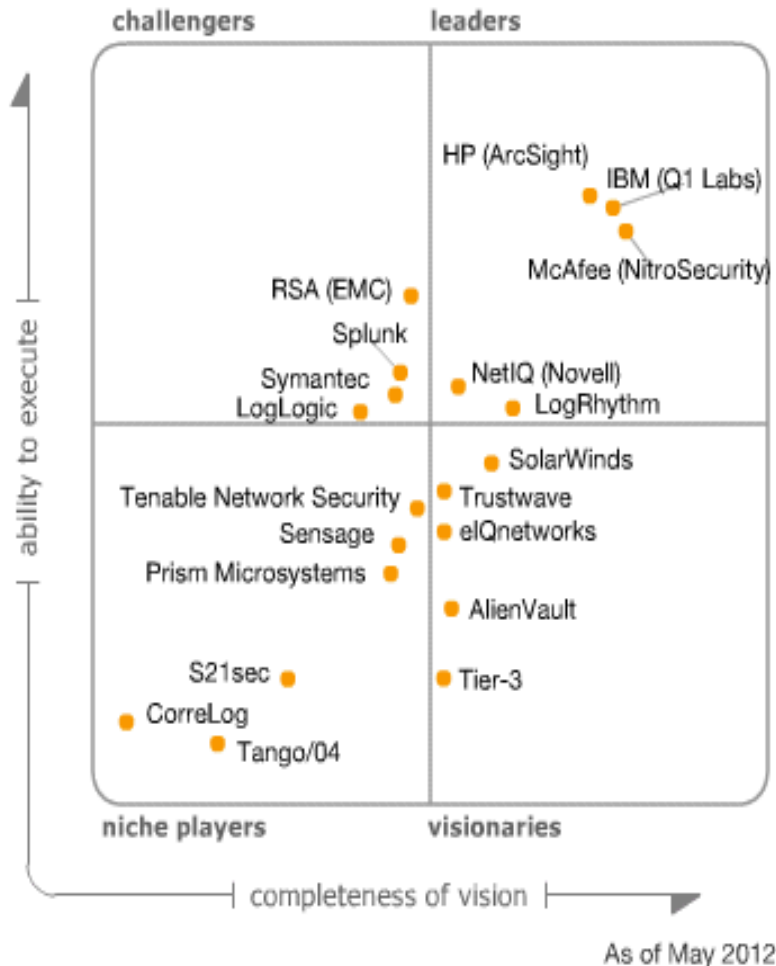 challengers
leaders
HP (ArcSight)
IBM (Q1 Labs)
McAfee (NitroSecurity)
RSA (EMC)
Splunk
Symantec
NetIQ (Novell)
LogLogic
LogRhythm
ability to execute
SolarWinds
Tenable Network Security
Trustwave
Sensage
eIQnetworks
Prism Microsystems
AlienVault
S21sec
Tier-3
CorreLog
Tango/04
niche players
visionaries
completeness of vision
As of May 2012